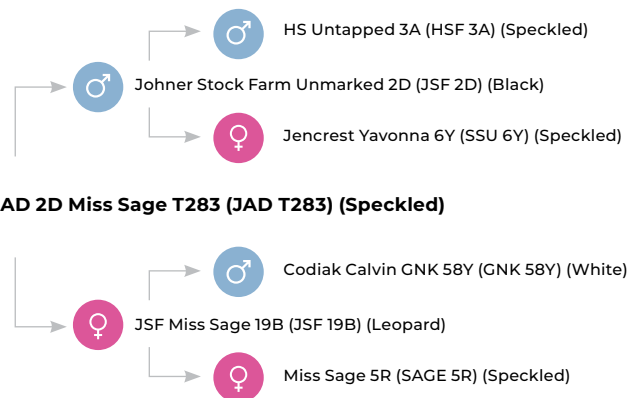 HS Untapped 3A (HSF 3A) (Speckled)
Johner Stock Farm Unmarked 2D (JSF 2D) (Black)
Jencrest Yavonna 6Y (SSU 6Y) (Speckled)
AD 2D Miss Sage T283 (JAD T283) (Speckled)
Codiak Calvin GNK 58Y (GNK 58Y) (White)
JSF Miss Sage 19B (JSF 19B) (Leopard)
Miss Sage 5R (SAGE 5R) (Speckled)